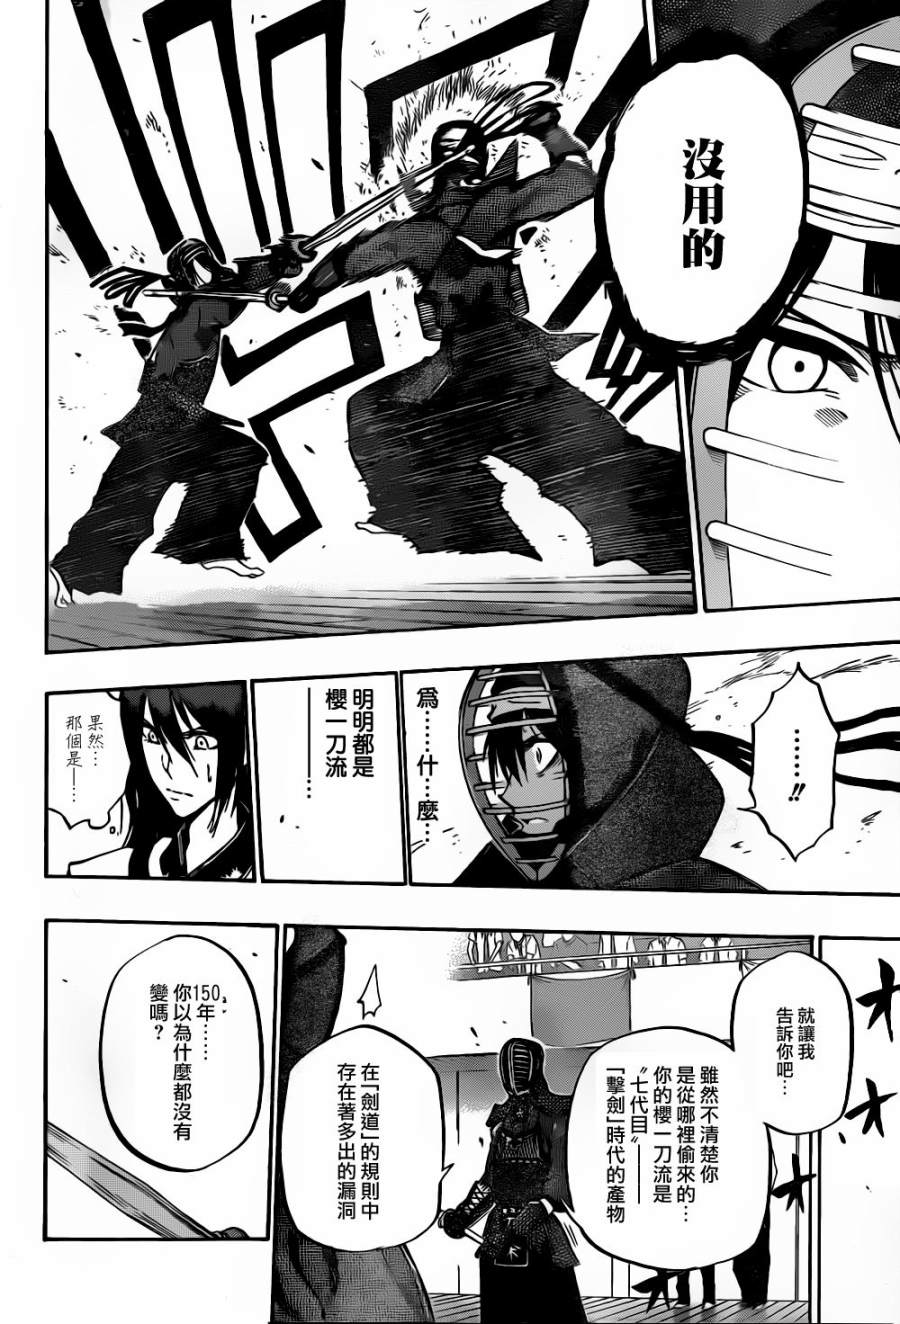 沒用的
……!!
為…什…麼…
明明都是
櫻一刀流
———
果然…
那個是——
就讓我
告訴你吧…
雖然不清楚你
是從哪裡偷來的…
你的櫻一刀流是
〝七代目〞———
「擊劍」時代的產物
在「劍道」的規則中
存在著多出的漏洞
150年……
你以為什麼都沒有
變嗎?